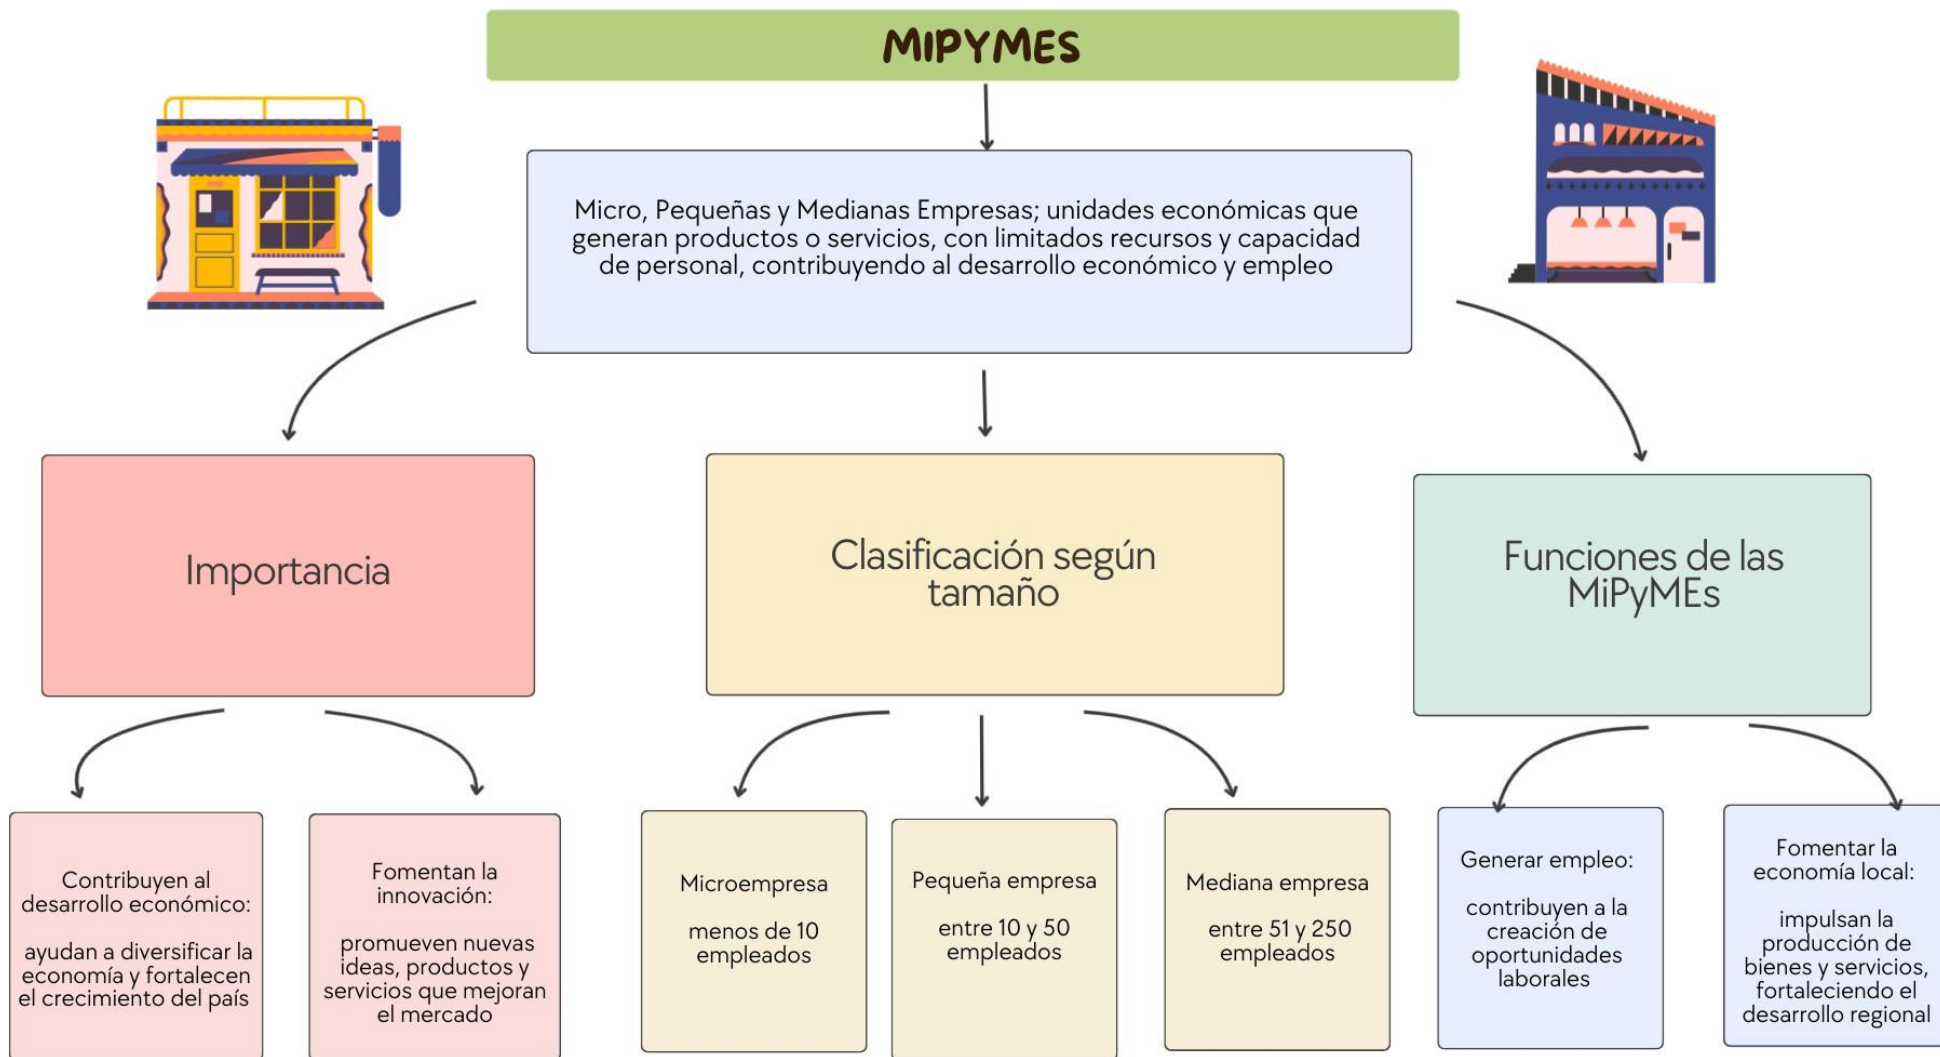 MIPYMES
Micro, Pequeñas y Medianas Empresas; unidades económicas que
generan productos o servicios, con limitados recursos y capacidad
de personal, contribuyendo al desarrollo económico y empleo
Importancia
Clasificación según
tamaño
Funciones de las
MiPyMEs
Contribuyen al
desarrollo económico:
ayudan a diversificar la
economía y fortalecen
el crecimiento del país
Fomentan la
innovación:
promueven nuevas
ideas, productos y
servicios que mejoran
el mercado
Microempresa
menos de 10
empleados
Pequeña empresa
entre 10 y 50
empleados
Mediana empresa
entre 51 y 250
empleados
Generar empleo:
contribuyen a la
creación de
oportunidades
laborales
Fomentar la
economía local:
impulsan la
producción de
bienes y servicios,
fortaleciendo el
desarrollo regional